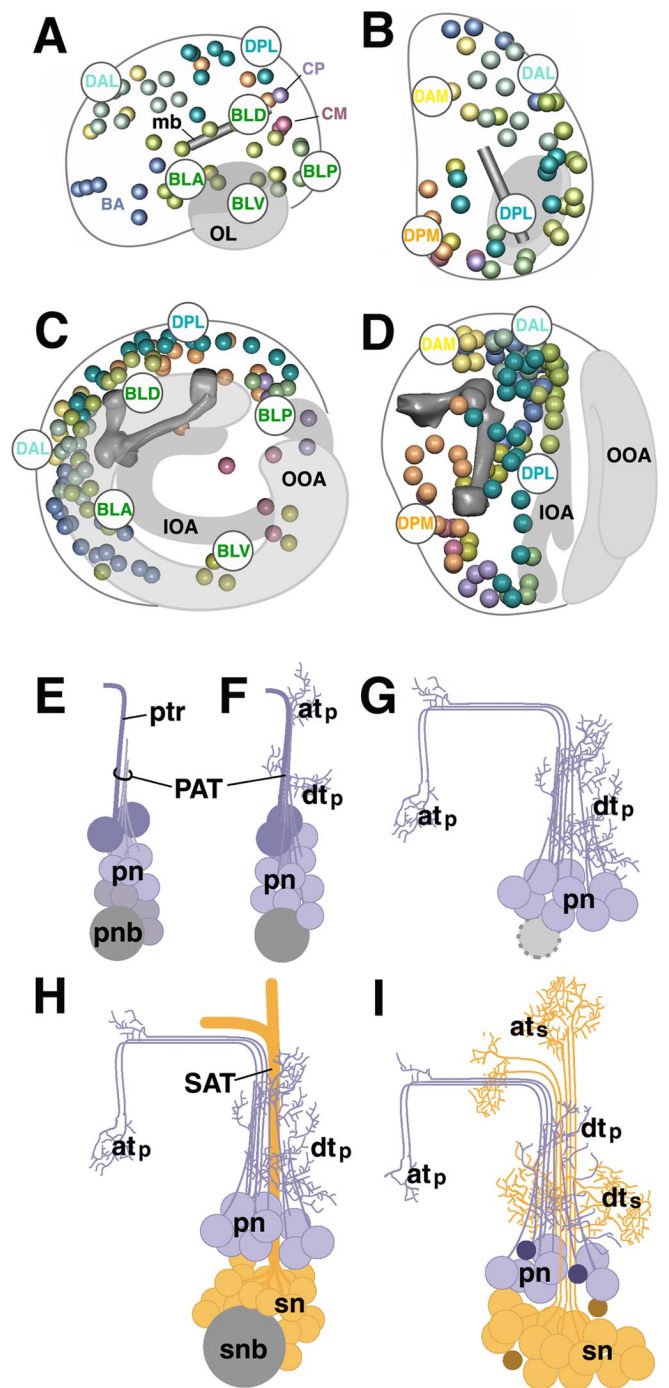 A
DPL
DAL
CP
mb
BLD
CM
BLA
BLP
BA
BLV
OL
B
DAL
DAM
DPL
DPM
C
DPL
BLD
BLP
DAL
OOA
BLA
IOA
BLV
D
DAM
DAL
OOA
DPL
IOA
DPM
E
ptr
PAT
pn
pnb
F
atp
dtp
pn
G
atp
dtp
pn
H
SAT
atp
dtp
pn
sn
snb
I
ats
dtp
atp
dts
pn
sn